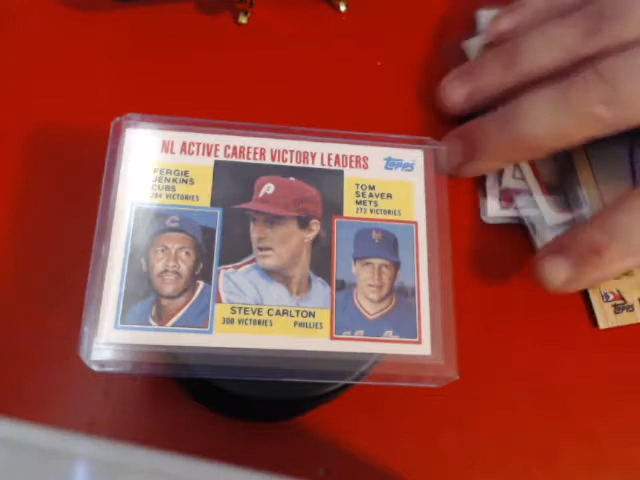 NL ACTIVE CAREER VICTORY LEADERS
Topps
FERGIE
JENKINS
CUBS
284 VICTORIES
TOM
SEAVER
METS
273 VICTORIES
STEVE CARLTON
300 VICTORIES PHILLIES
Topps